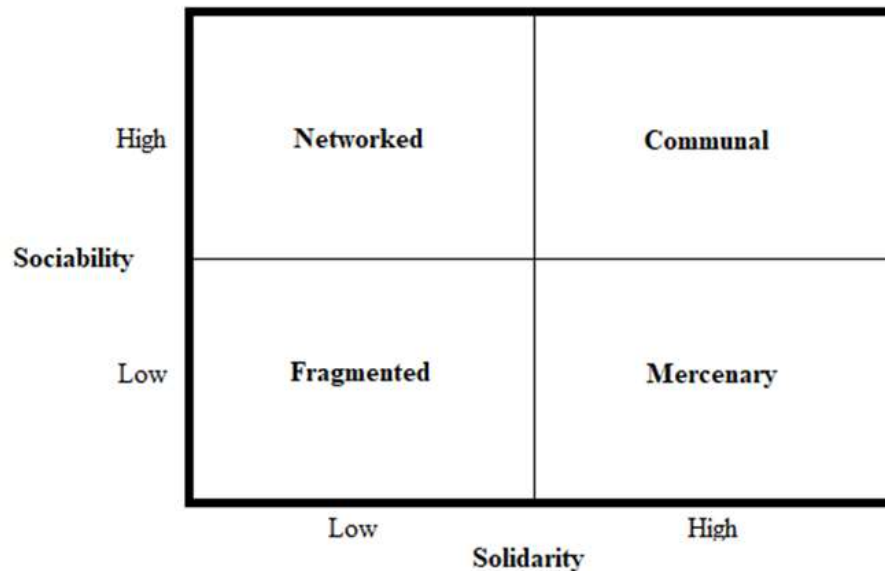 High
Networked
Communal
Sociability
Low
Fragmented
Mercenary
Low
High
Solidarity